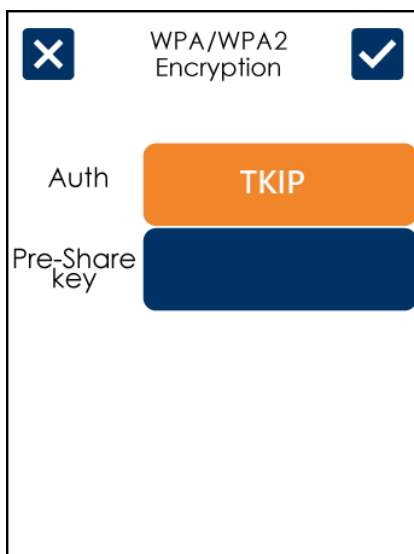 WPA/WPA2
Encryption
Auth
TKIP
Pre-Share
key